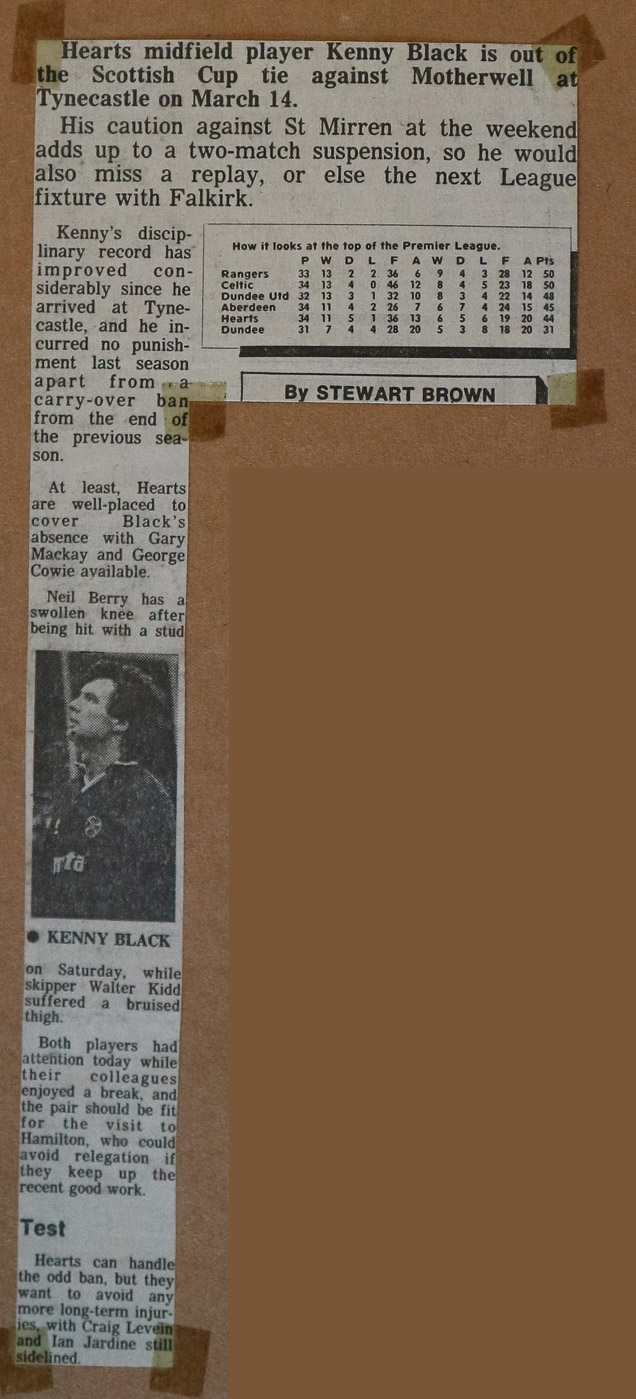 Hearts midfield player Kenny Black is out of
the Scottish Cup tie against Motherwell at
Tynecastle on March 14.
His caution against St Mirren at the weekend
adds up to a two-match suspension, so he would
also miss a replay, or else the next League
fixture with Falkirk.
Kenny's discip-
linary record has
improved con-
siderably since he
arrived at Tyne-
castle, and he in-
curred no punish-
ment last season
apart from a
carry-over ban
from the end of
the previous sea-
son.
How it looks at the top of the Premier League.
P W D L F A W D L F A Pts
Rangers 33 13 2 2 36 6 9 4 3 28 12 50
Celtic 34 13 4 0 46 12 8 4 5 23 18 50
Dundee Utd 32 13 3 1 32 10 8 3 4 22 14 48
Aberdeen 34 11 4 2 26 7 6 7 4 24 15 45
Hearts 34 11 5 1 36 13 6 5 6 19 20 44
Dundee 31 7 4 4 28 20 5 3 8 18 20 31
By STEWART BROWN
At least, Hearts
are well-placed to
cover Black's
absence with Gary
Mackay and George
Cowie available.
Neil Berry has a
swollen knee after
being hit with a stud
● KENNY BLACK
on Saturday, while
skipper Walter Kidd
suffered a bruised
thigh.
Both players had
attention today while
their colleagues
enjoyed a break, and
the pair should be fit
for the visit to
Hamilton, who could
avoid relegation if
they keep up the
recent good work.
Test
Hearts can handle
the odd ban, but they
want to avoid any
more long-term injur-
ies, with Craig Levein
and Ian Jardine still
sidelined.